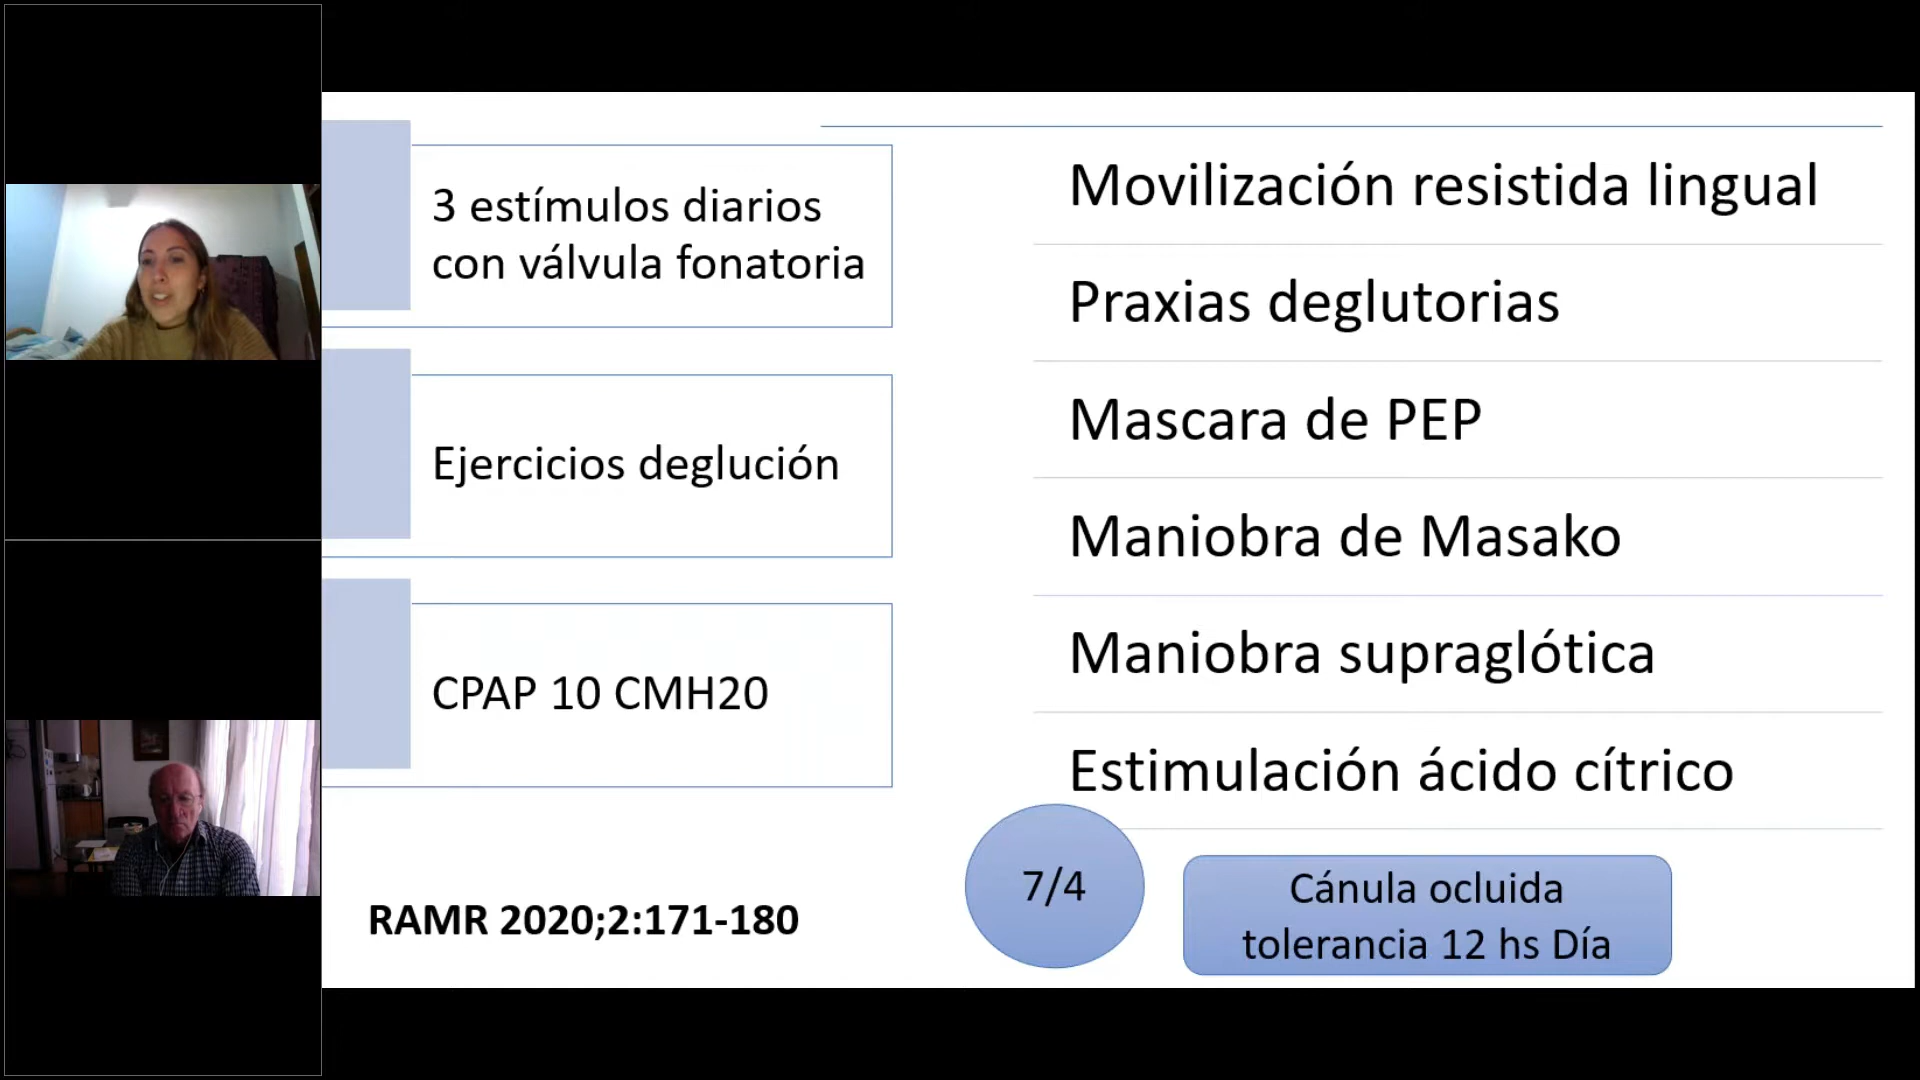 3 estímulos diarios
con válvula fonatoria
Ejercicios deglución
CPAP 10 CMH20
RAMR 2020;2:171-180
Movilización resistida lingual
Praxias deglutorias
Mascara de PEP
Maniobra de Masako
Maniobra supraglótica
Estimulación ácido cítrico
7/4
Cánula ocluida
tolerancia 12 hs Día